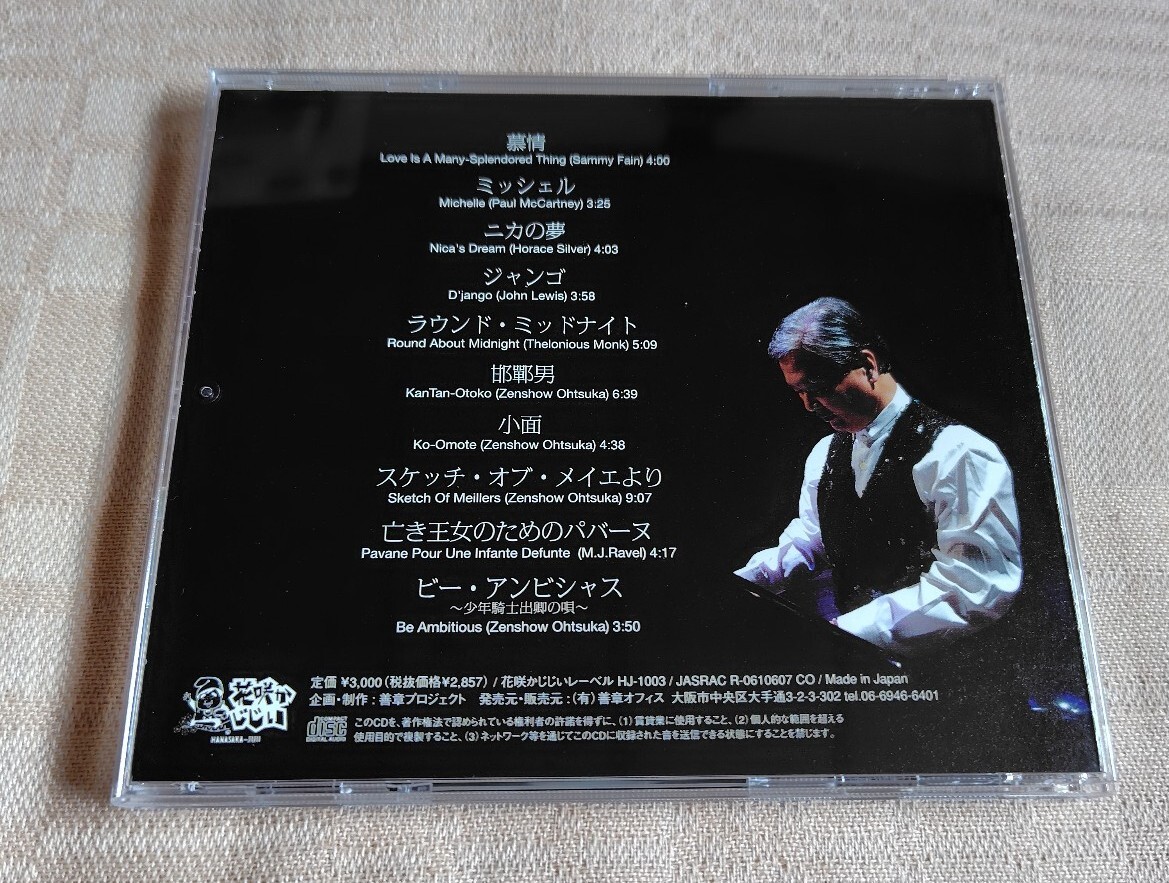 慕情
Love Is A Many-Splendored Thing (Sammy Fain) 4:00
ミッシェル
Michelle (Paul McCartney) 3:25
ニカの夢
Nica's Dream (Horace Silver) 4:03
ジャンゴ
D'jango (John Lewis) 3:58
ラウンド・ミッドナイト
Round About Midnight (Thelonious Monk) 5:09
邯鄲男
KanTan-Otoko (Zenshow Ohtsuka) 6:39
小面
Ko-Omote (Zenshow Ohtsuka) 4:38
スケッチ・オブ・メイエより
Sketch Of Meillers (Zenshow Ohtsuka) 9:07
亡き王女のためのパバーヌ
Pavane Pour Une Infante Defunte (M.J.Ravel) 4:17
ビー・アンビシャス
～少年騎士出卿の唄～
Be Ambitious (Zenshow Ohtsuka) 3:50
花咲かじじい
HANASAKA-JIJII
定価 ¥3,000（税抜価格¥2,857）/ 花咲かじじいレーベル HJ-1003 / JASRAC R-0610607 CO / Made in Japan
企画・制作：善章プロジェクト 発売元・販売元：（有）善章オフィス 大阪市中央区大手通3-2-3-302 tel.06-6946-6401
COMPACT disc DIGITAL AUDIO
このCDを、著作権法で認められている権利者の許諾を得ずに、（1）賃貸業に使用すること、（2）個人的な範囲を超える
使用目的で複製すること、（3）ネットワーク等を通じてこのCDに収録された音を送信できる状態にすることを禁じます。